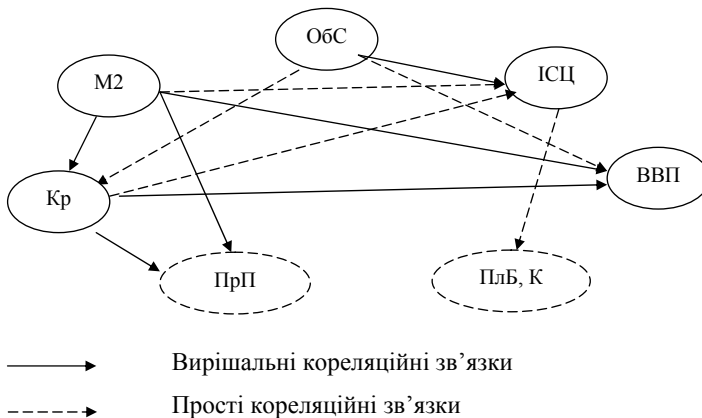 ОбС
М2
ІСЦ
ВВП
Кр
ПрП
ПлБ, К
Вирішальні кореляційні зв’язки
Прості кореляційні зв’язки